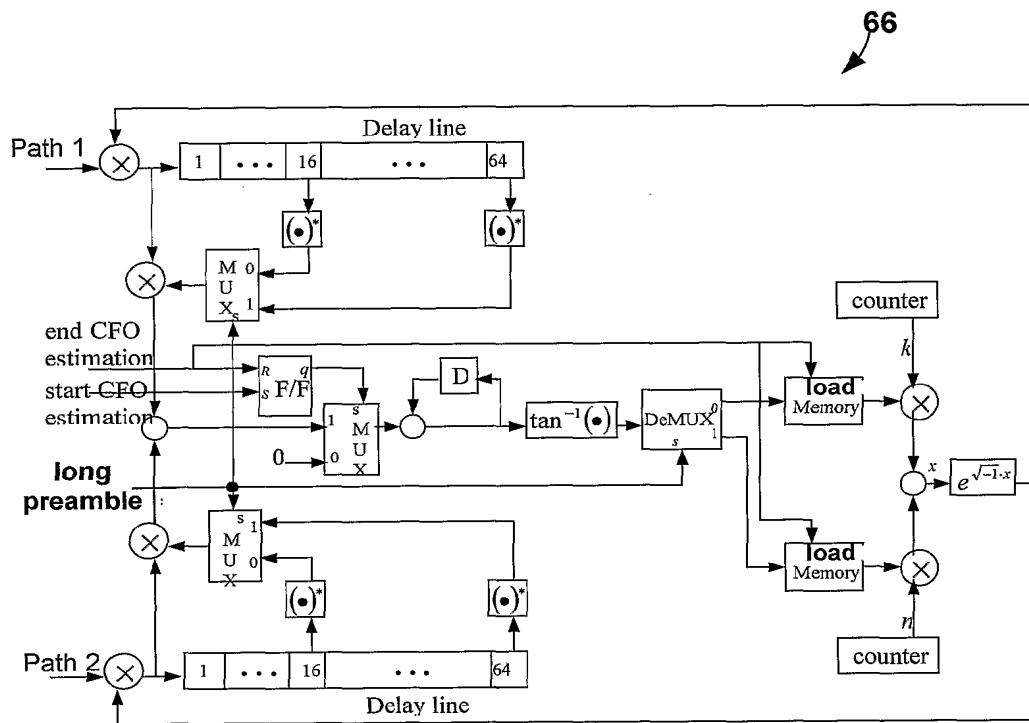 66
Delay line
Path 1
1 ••• 16 ••• 64
(•)* (•)*
M
U
X
0
1
s
counter
end CFO
estimation
k
R q
s F/F
D
load
Memory
start CFO
estimation
s
1 M
U
0 X
tan⁻¹(•)
DeMUX
0
1
s
0
long
preamble
x
e^{√-1·x}
s
1
M
U
0
X
load
Memory
(•)* (•)*
n
Path 2
1 ••• 16 ••• 64
counter
Delay line